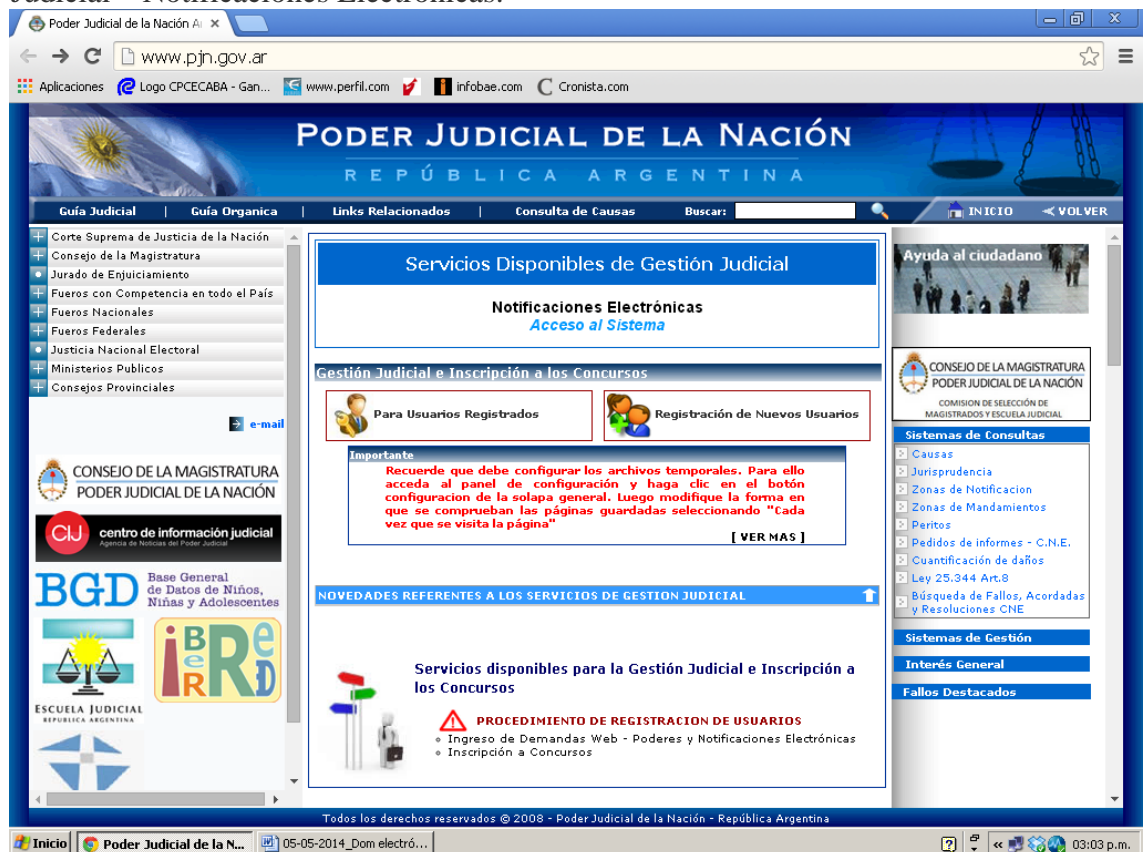 Judicial – Notificaciones Electrónicas.
Poder Judicial de la Nación A
www.pjn.gov.ar
Aplicaciones Logo CPCECABA - Gan... www.perfil.com infobae.com Cronista.com
PODER JUDICIAL DE LA NACIÓN
REPÚBLICA ARGENTINA
Guía Judicial | Guía Organica | Links Relacionados | Consulta de Causas Buscar: INICIO VOLVER
Corte Suprema de Justicia de la Nación
Consejo de la Magistratura
Jurado de Enjuiciamiento
Fueros con Competencia en todo el País
Fueros Nacionales
Fueros Federales
Justicia Nacional Electoral
Ministerios Publicos
Consejos Provinciales
e-mail
CONSEJO DE LA MAGISTRATURA
PODER JUDICIAL DE LA NACIÓN
CIJ centro de información judicial
Agencia de Noticias del Poder Judicial
BGD Base General
de Datos de Niños,
Niñas y Adolescentes
iBeRReD
ESCUELA JUDICIAL
REPUBLICA ARGENTINA
Servicios Disponibles de Gestión Judicial
Notificaciones Electrónicas
Acceso al Sistema
Gestión Judicial e Inscripción a los Concursos
Para Usuarios Registrados
Registración de Nuevos Usuarios
Importante
Recuerde que debe configurar los archivos temporales. Para ello
acceda al panel de configuración y haga clic en el botón
configuracion de la solapa general. Luego modifique la forma en
que se comprueban las páginas guardadas seleccionando "Cada
vez que se visita la página"
[ VER MAS ]
NOVEDADES REFERENTES A LOS SERVICIOS DE GESTION JUDICIAL
Servicios disponibles para la Gestión Judicial e Inscripción a
los Concursos
PROCEDIMIENTO DE REGISTRACION DE USUARIOS
Ingreso de Demandas Web - Poderes y Notificaciones Electrónicas
Inscripción a Concursos
Ayuda al ciudadano
CONSEJO DE LA MAGISTRATURA
PODER JUDICIAL DE LA NACIÓN
COMISION DE SELECCIÓN DE
MAGISTRADOS Y ESCUELA JUDICIAL
Sistemas de Consultas
Causas
Jurisprudencia
Zonas de Notificacion
Zonas de Mandamientos
Peritos
Pedidos de informes - C.N.E.
Cuantificación de daños
Ley 25.344 Art.8
Búsqueda de Fallos, Acordadas
y Resoluciones CNE
Sistemas de Gestión
Interés General
Fallos Destacados
Todos los derechos reservados @ 2008 - Poder Judicial de la Nación - República Argentina
Inicio Poder Judicial de la N... 05-05-2014_Dom electró... 03:03 p.m.